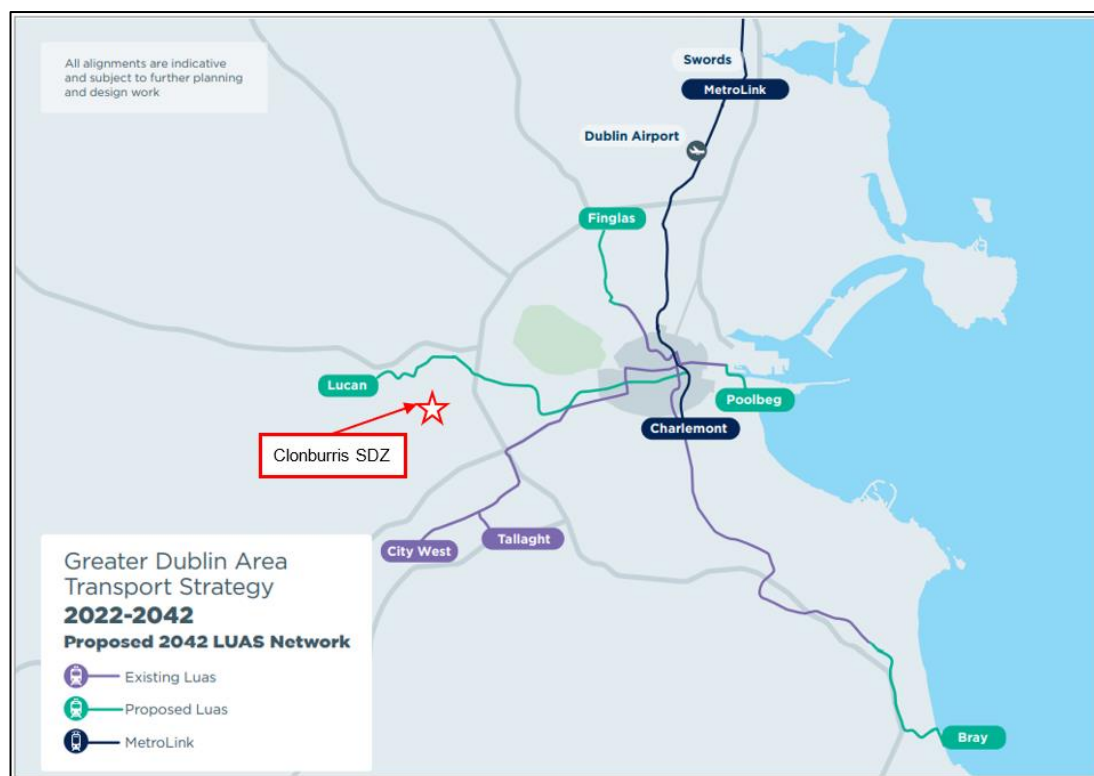 All alignments are indicative
and subject to further planning
and design work
Swords
MetroLink
Dublin Airport
Finglas
Lucan
Poolbeg
Charlemont
Clonburris SDZ
City West
Tallaght
Greater Dublin Area
Transport Strategy
2022-2042
Proposed 2042 LUAS Network
Existing Luas
Proposed Luas
MetroLink
Bray